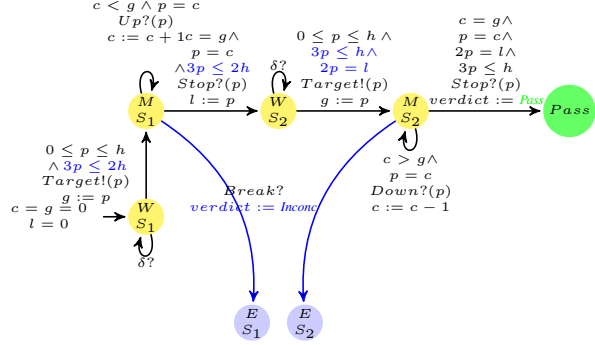 c < g ∧ p = c
Up?(p)
c := c + 1
c = g∧
p = c
∧3p ≤ 2h
Stop?(p)
l := p
0 ≤ p ≤ h ∧
3p ≤ h∧
2p = l
Target!(p)
g := p
c = g∧
p = c∧
2p = l∧
3p ≤ h
Stop?(p)
verdict := Pass
δ?
M
S₁
W
S₂
M
S₂
Pass
0 ≤ p ≤ h
∧ 3p ≤ 2h
Target!(p)
g := p
c > g∧
p = c
Down?(p)
c := c − 1
Break?
verdict := Inconc
c = g = 0
l = 0
W
S₁
δ?
E
S₁
E
S₂